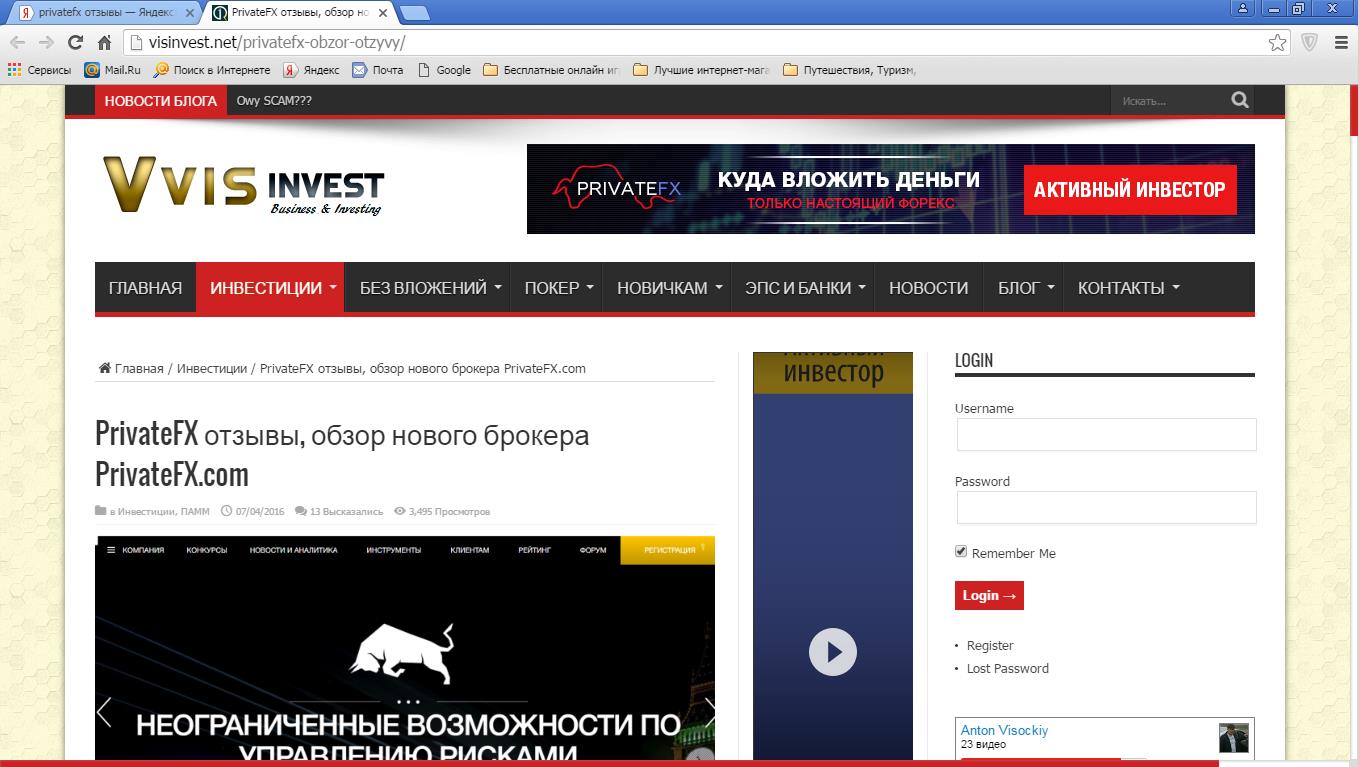 privatefx отзывы — Яндекс
PrivateFX отзывы, обзор но
visinvest.net/privatefx-obzor-otzyvy/
Сервисы
Mail.Ru
Поиск в Интернете
Яндекс
Почта
Google
Бесплатные онлайн иг
Лучшие интернет-мага
Путешествия, Туризм,
НОВОСТИ БЛОГА
Owy SCAM???
Искать...
V VIS INVEST
Business & Investing
PRIVATEFX
КУДА ВЛОЖИТЬ ДЕНЬГИ
ТОЛЬКО НАСТОЯЩИЙ ФОРЕКС
АКТИВНЫЙ ИНВЕСТОР
ГЛАВНАЯ
ИНВЕСТИЦИИ
БЕЗ ВЛОЖЕНИЙ
ПОКЕР
НОВИЧКАМ
ЭПС И БАНКИ
НОВОСТИ
БЛОГ
КОНТАКТЫ
Главная / Инвестиции / PrivateFX отзывы, обзор нового брокера PrivateFX.com
PrivateFX отзывы, обзор нового брокера
PrivateFX.com
в Инвестиции, ПАММ
07/04/2016
13 Высказались
3,495 Просмотров
КОМПАНИЯ
КОНКУРСЫ
НОВОСТИ И АНАЛИТИКА
ИНСТРУМЕНТЫ
КЛИЕНТАМ
РЕЙТИНГ
ФОРУМ
РЕГИСТРАЦИЯ
НЕОГРАНИЧЕННЫЕ ВОЗМОЖНОСТИ ПО
УПРАВЛЕНИЮ РИСКАМИ
активный
инвестор
LOGIN
Username
Password
Remember Me
Login →
Register
Lost Password
Anton Visockiy
23 видео